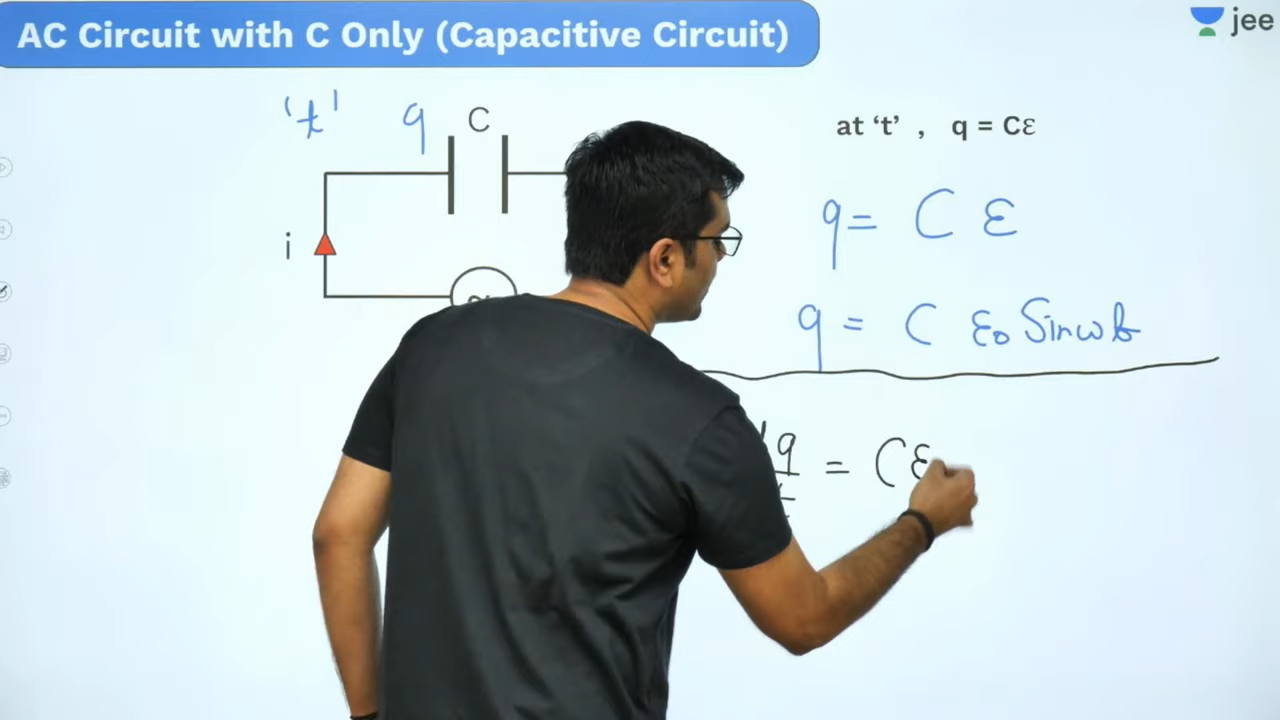 AC Circuit with C Only (Capacitive Circuit)
jee
't' q C
at ‘t’ , q = Cε
q = C ε
i
q = C ε₀ Sinωt
q = Cε